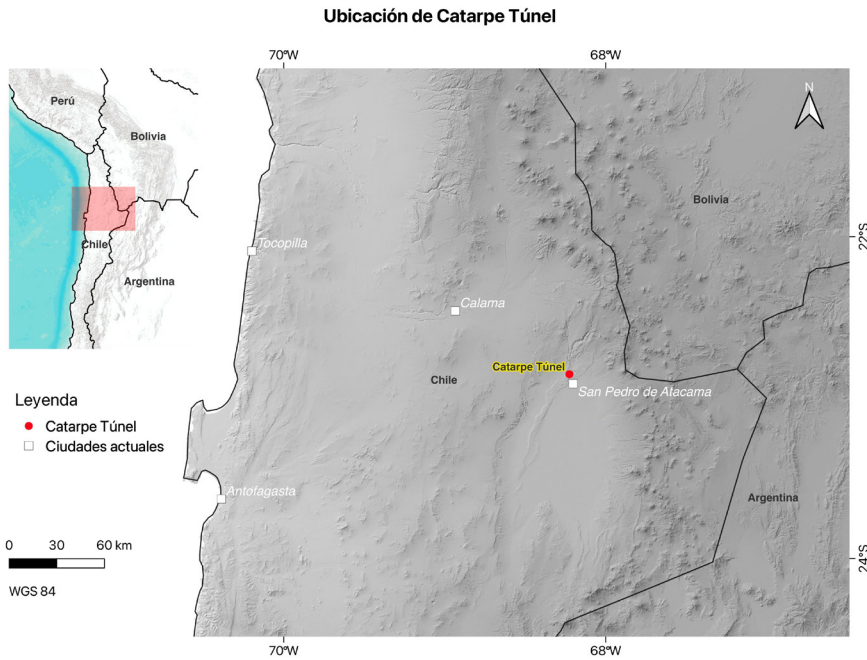 Ubicación de Catarpe Túnel
70°W
68°W
Perú
Bolivia
Chile
Argentina
N
Bolivia
22°S
Tocopilla
Calama
Catarpe Túnel
Chile
San Pedro de Atacama
Antofagasta
Argentina
24°S
Leyenda
Catarpe Túnel
Ciudades actuales
0 30 60 km
WGS 84
70°W
68°W